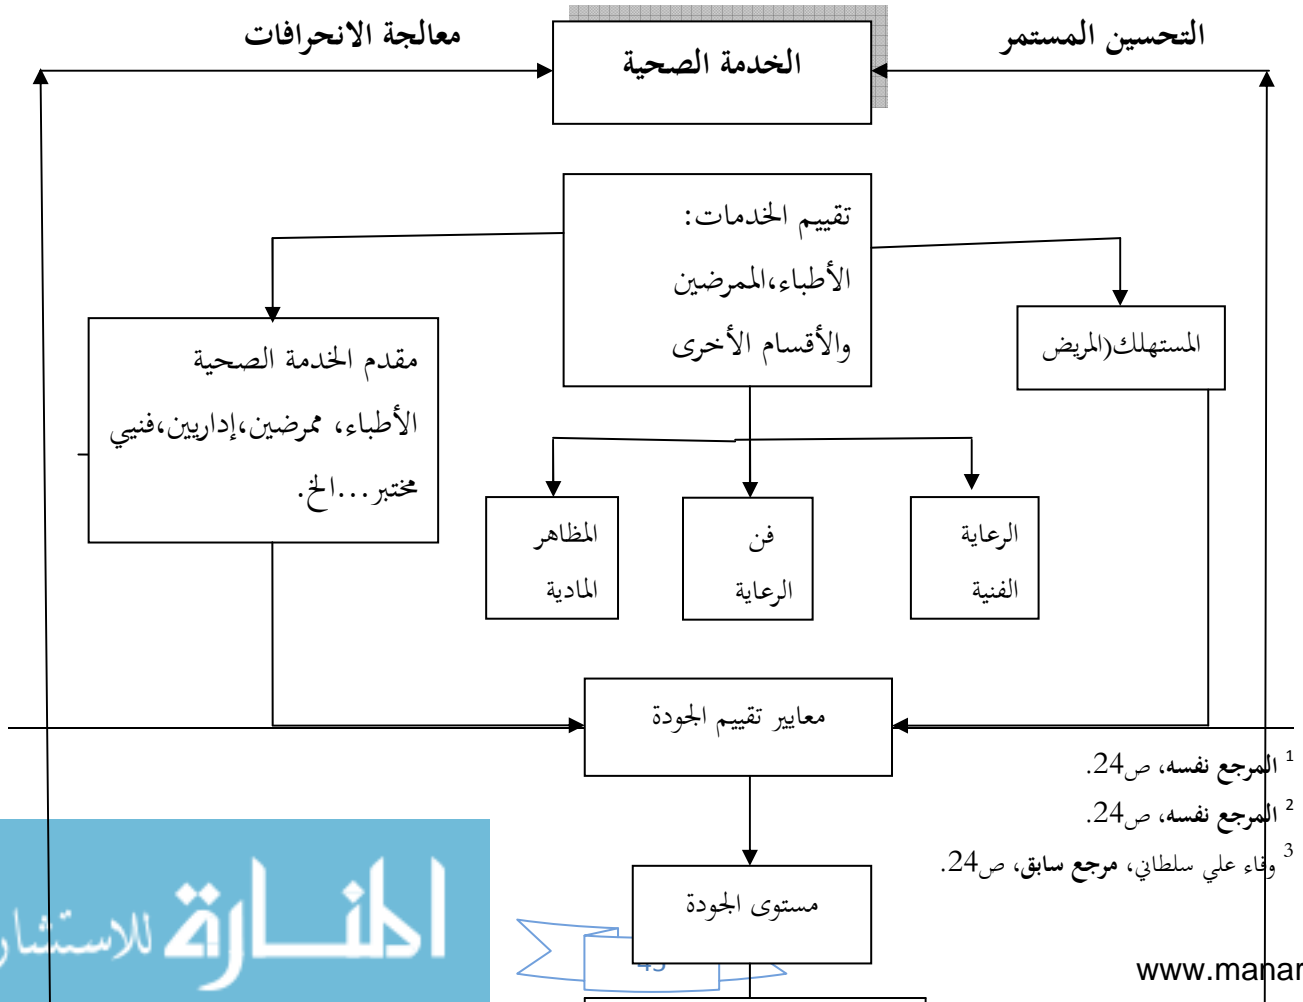 التحسين المستمر
الخدمة الصحية
معالجة الانحرافات
تقييم الخدمات:
الأطباء،الممرضين
والأقسام الأخرى
المستهلك(المريض
مقدم الخدمة الصحية
الأطباء، ممرضين،إداريين،فنيي
مختبر...الخ.
الرعاية
الفنية
فن
الرعاية
المظاهر
المادية
معايير تقييم الجودة
1 المرجع نفسه، ص24.
2 المرجع نفسه، ص24.
3 وفاء علي سلطاني، مرجع سابق، ص24.
مستوى الجودة
المنارة للاستشار
www.manar